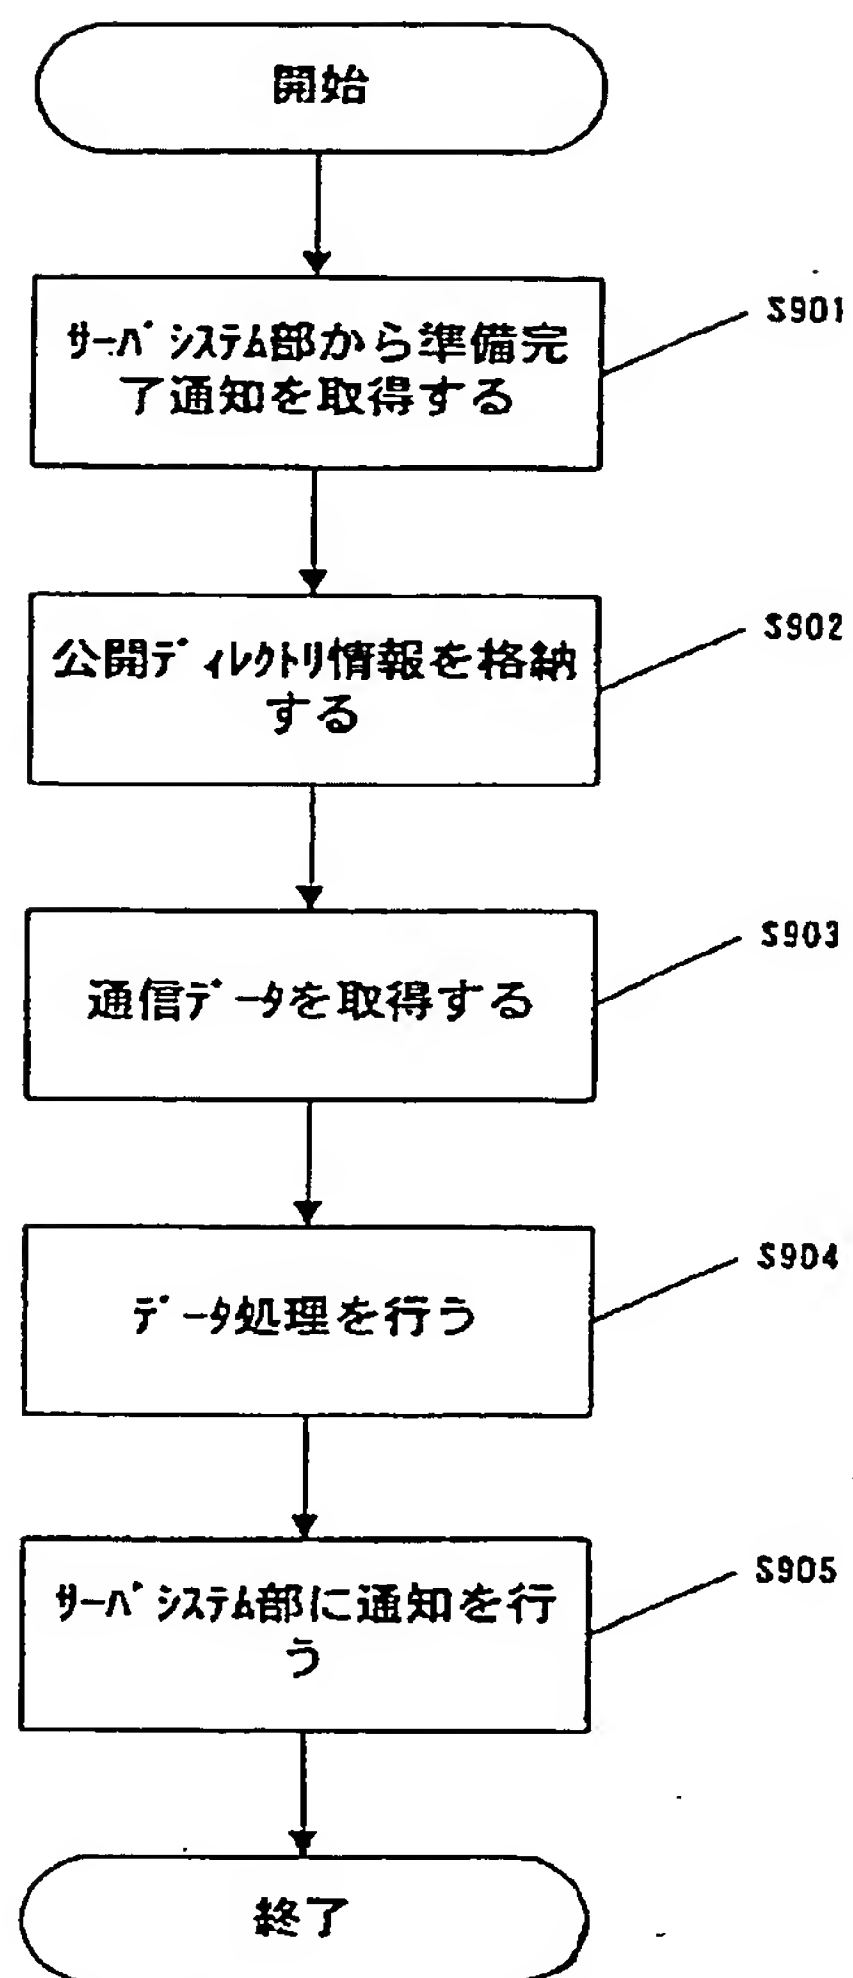 開始
サーバシステム部から準備完
了通知を取得する
S901
公開ディレクトリ情報を格納
する
S902
通信データを取得する
S903
データ処理を行う
S904
サーバシステム部に通知を行
う
S905
終了